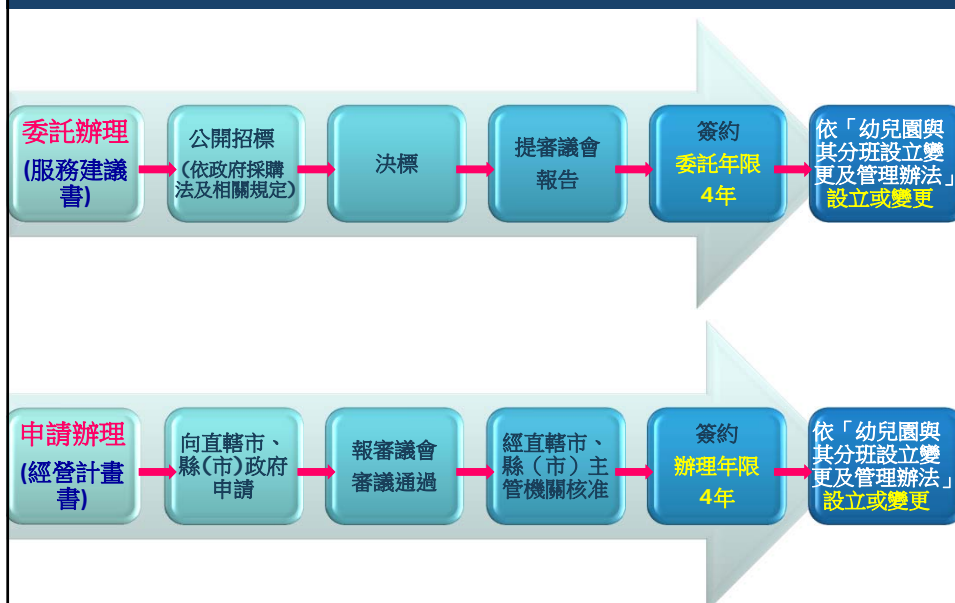 委託辦理
(服務建議
書)
公開招標
(依政府採購
法及相關規定)
決標
提審議會
報告
簽約
委託年限
4年
依「幼兒園與
其分班設立變
更及管理辦法」
設立或變更
申請辦理
(經營計畫
書)
向直轄市、
縣(市)政府
申請
報審議會
審議通過
經直轄市、
縣（市）主
管機關核准
簽約
辦理年限
4年
依「幼兒園與
其分班設立變
更及管理辦法」
設立或變更